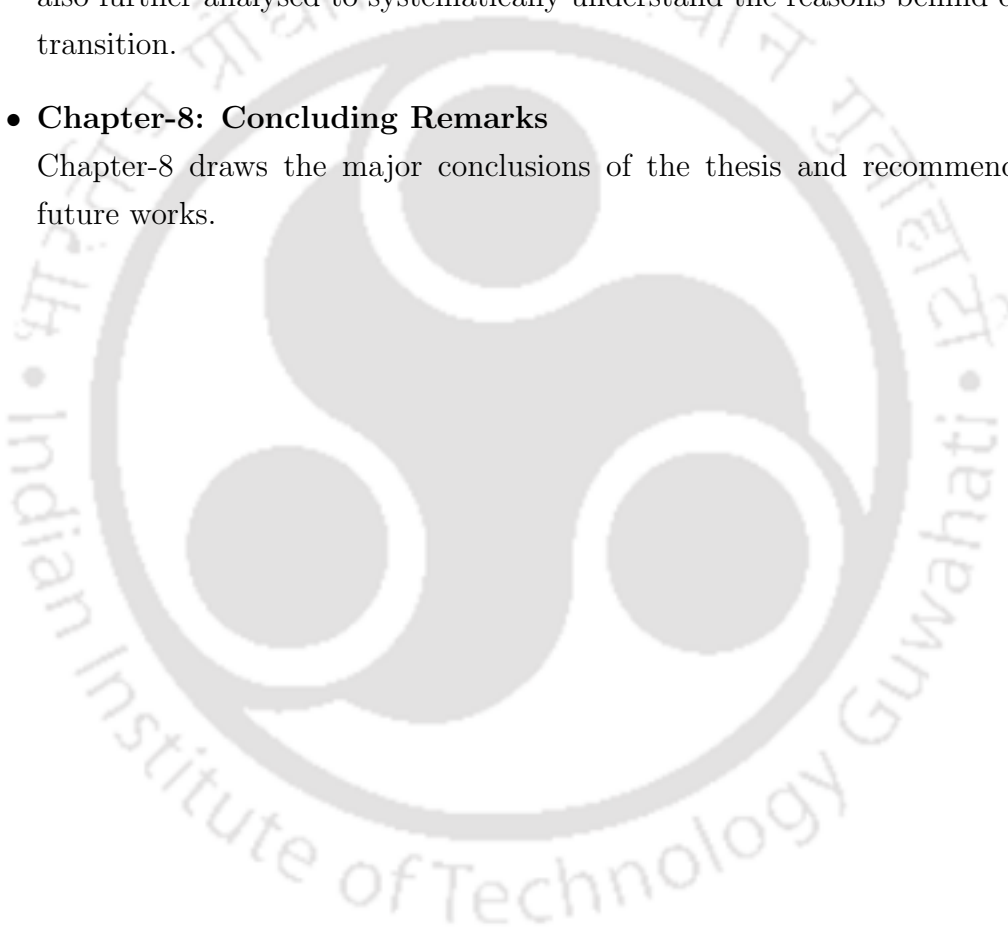 also further analysed to systematically understand the reasons behind
transition.
• Chapter-8: Concluding Remarks
Chapter-8 draws the major conclusions of the thesis and recommend
future works.
Indian Institute of Technology Guwahati